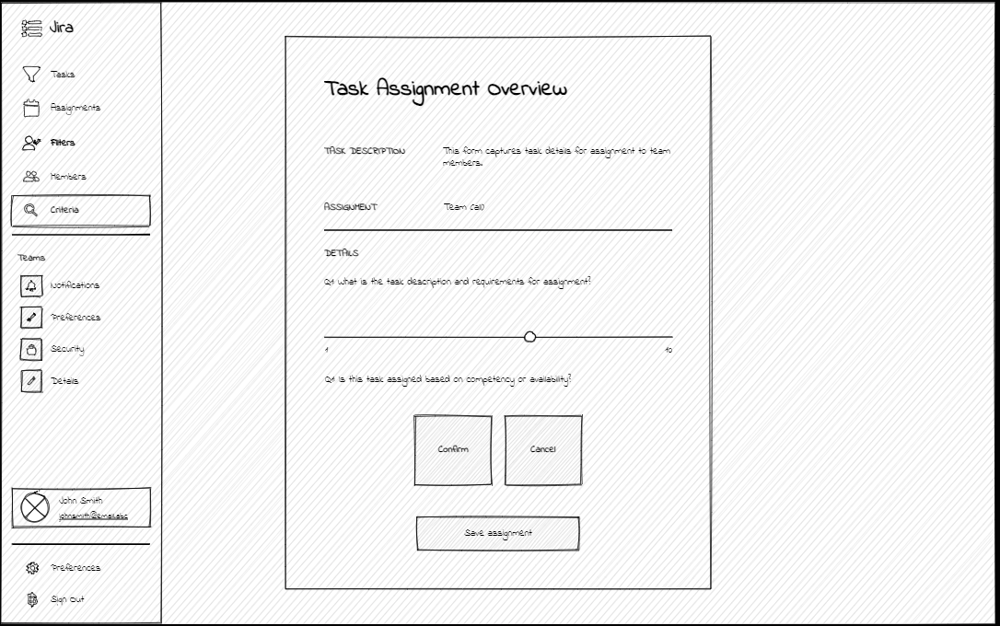 Jira
Tasks
Assignments
Filters
Members
Criteria
Teams
Notifications
Preferences
Security
Details
John Smith
johnsmith@email.abc
Preferences
Sign Out
Task Assignment Overview
TASK DESCRIPTION
This form captures task details for assignment to team
members.
ASSIGNMENT
Team Call
DETAILS
Q1 What is the task description and requirements for assignment?
1
10
Q1 Is this task assigned based on competency or availability?
Confirm
Cancel
Save assignment